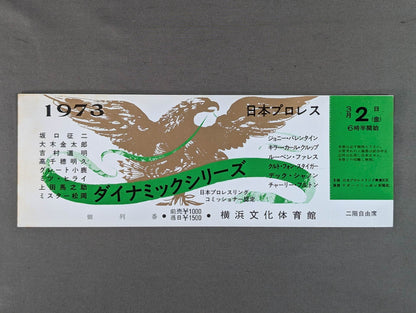 1973
日本プロレス
坂口征二
大木金太郎
吉村道明
高千穂明久
グレート小鹿
ミツ・ヒライ
上田馬之助
ミスター松岡
ジョニー・バレンタイン
キラー・カール・クラップ
ルーベン・ファレス
クルト・フォン・スタイガー
デック・シャノン
チャーリー・フルトン
ダイナミックシリーズ
日本プロレスリング
コミッショナー認定
個 列 番
前売¥1000
当日¥1500
横浜文化体育館
3月2日(金)
6時半開始
二階自由席